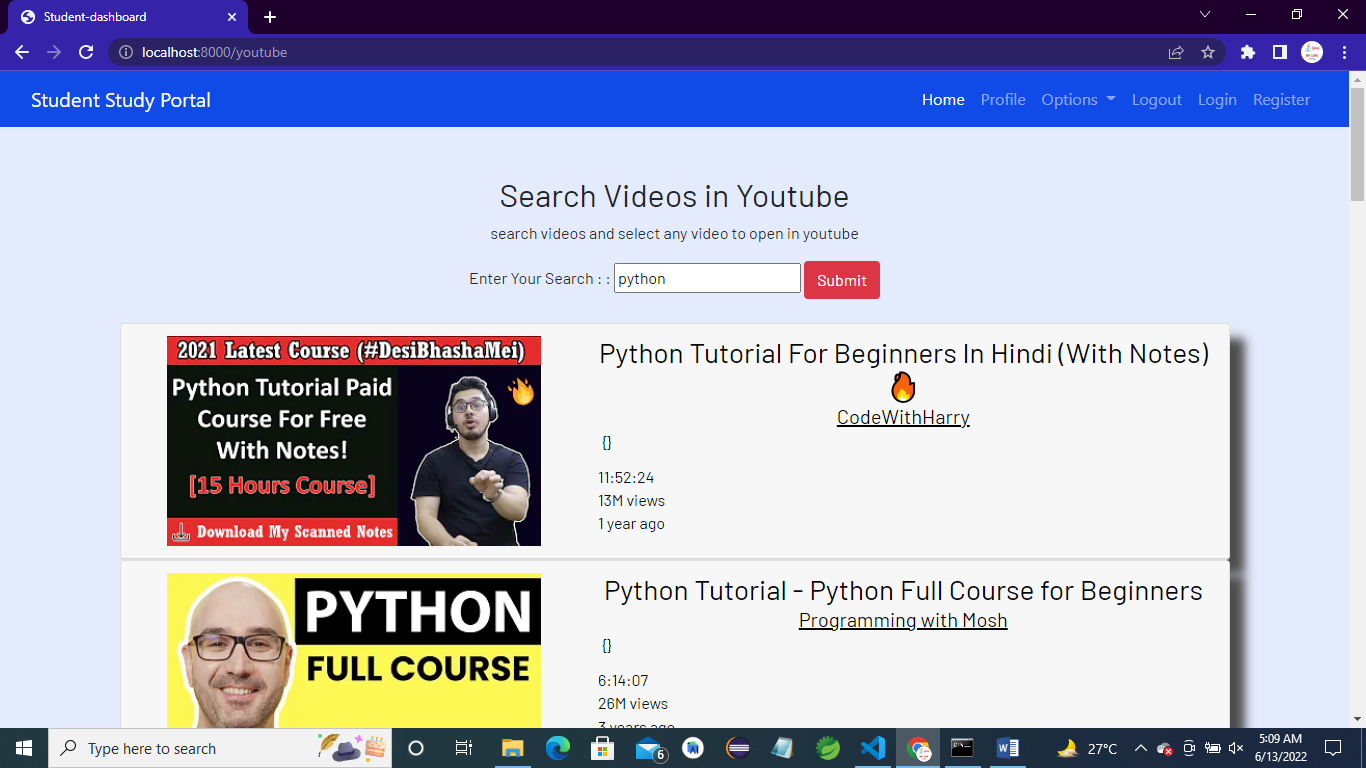 Student-dashboard
localhost:8000/youtube
Student Study Portal
Home Profile Options Logout Login Register
Search Videos in Youtube
search videos and select any video to open in youtube
Enter Your Search : : python Submit
2021 Latest Course (#DesiBhashaMei)
Python Tutorial Paid
Course For Free
With Notes!
[15 Hours Course]
Download My Scanned Notes
Python Tutorial For Beginners In Hindi (With Notes)
🔥
CodeWithHarry
{}
11:52:24
13M views
1 year ago
PYTHON
FULL COURSE
Python Tutorial - Python Full Course for Beginners
Programming with Mosh
{}
6:14:07
26M views
3 years ago
Type here to search
6
27°C
5:09 AM
6/13/2022